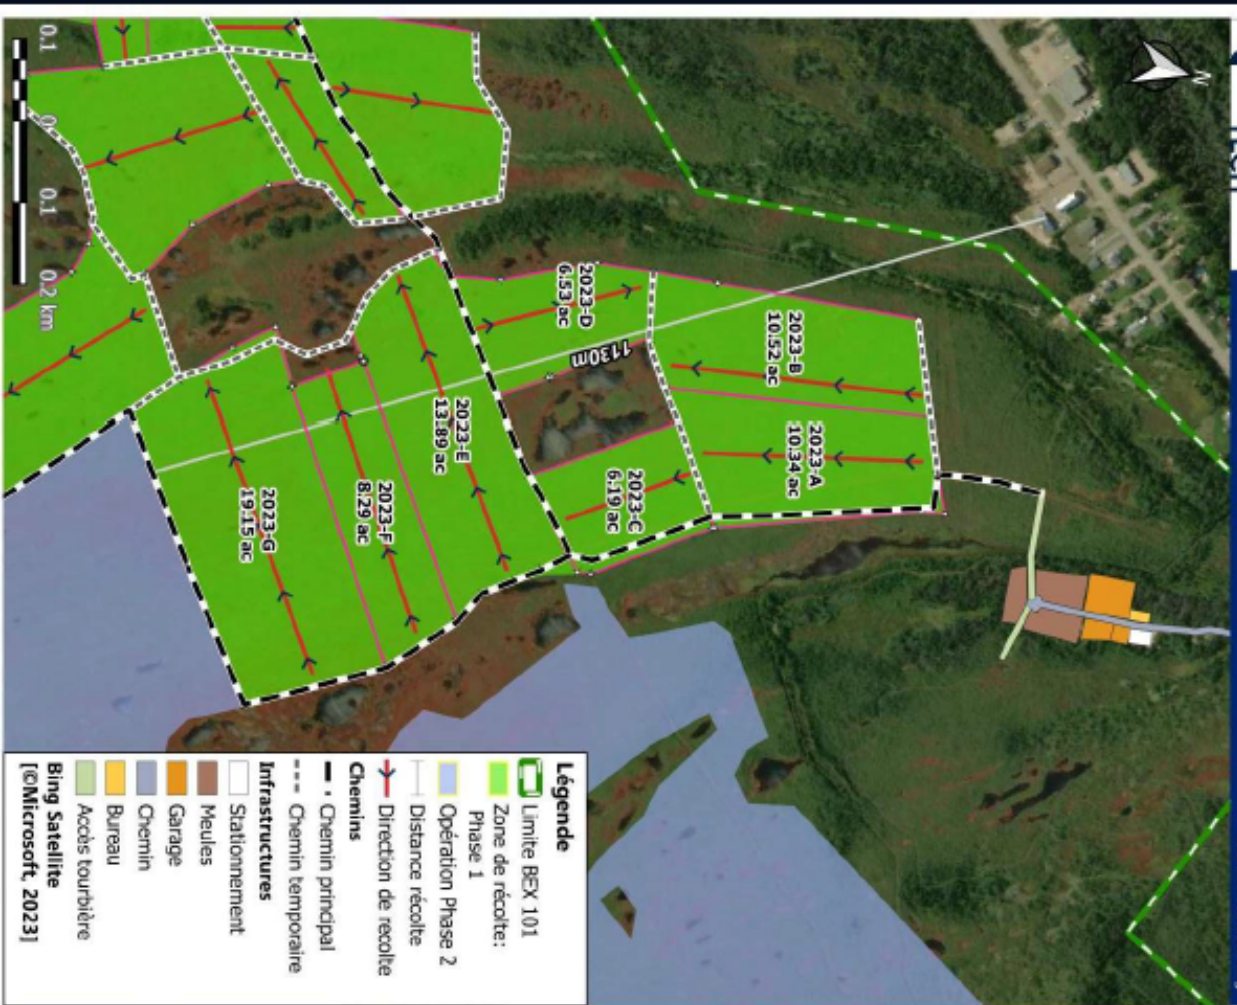 N
0.1 0 0.1 0.2 km
2023-A
10.34 ac
2023-B
10.52 ac
2023-C
6.19 ac
2023-D
6.53 ac
1130m
2023-E
13.89 ac
2023-F
8.29 ac
2023-G
19.15 ac
Légende
Limite BEX 101
Zone de récolte:
Phase 1
Opération Phase 2
Distance récolte
Direction de recolte
Chemins
Chemin principal
Chemin temporaire
Infrastructures
Stationnement
Meules
Garage
Chemin
Bureau
Accès tourbière
Bing Satellite
[©Microsoft, 2023]